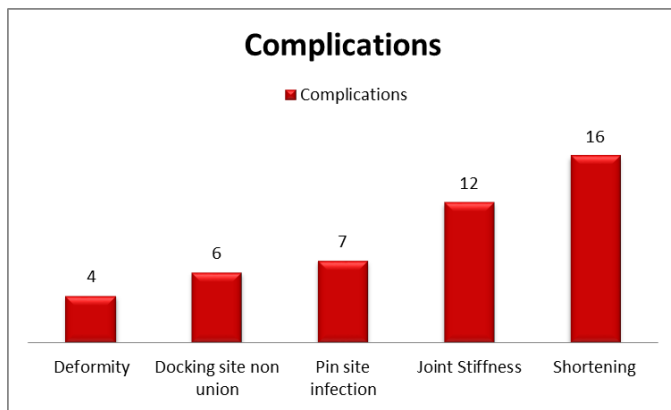 Complications
Complications
16
12
7
6
4
Deformity
Docking site non
union
Pin site
infection
Joint Stiffness
Shortening